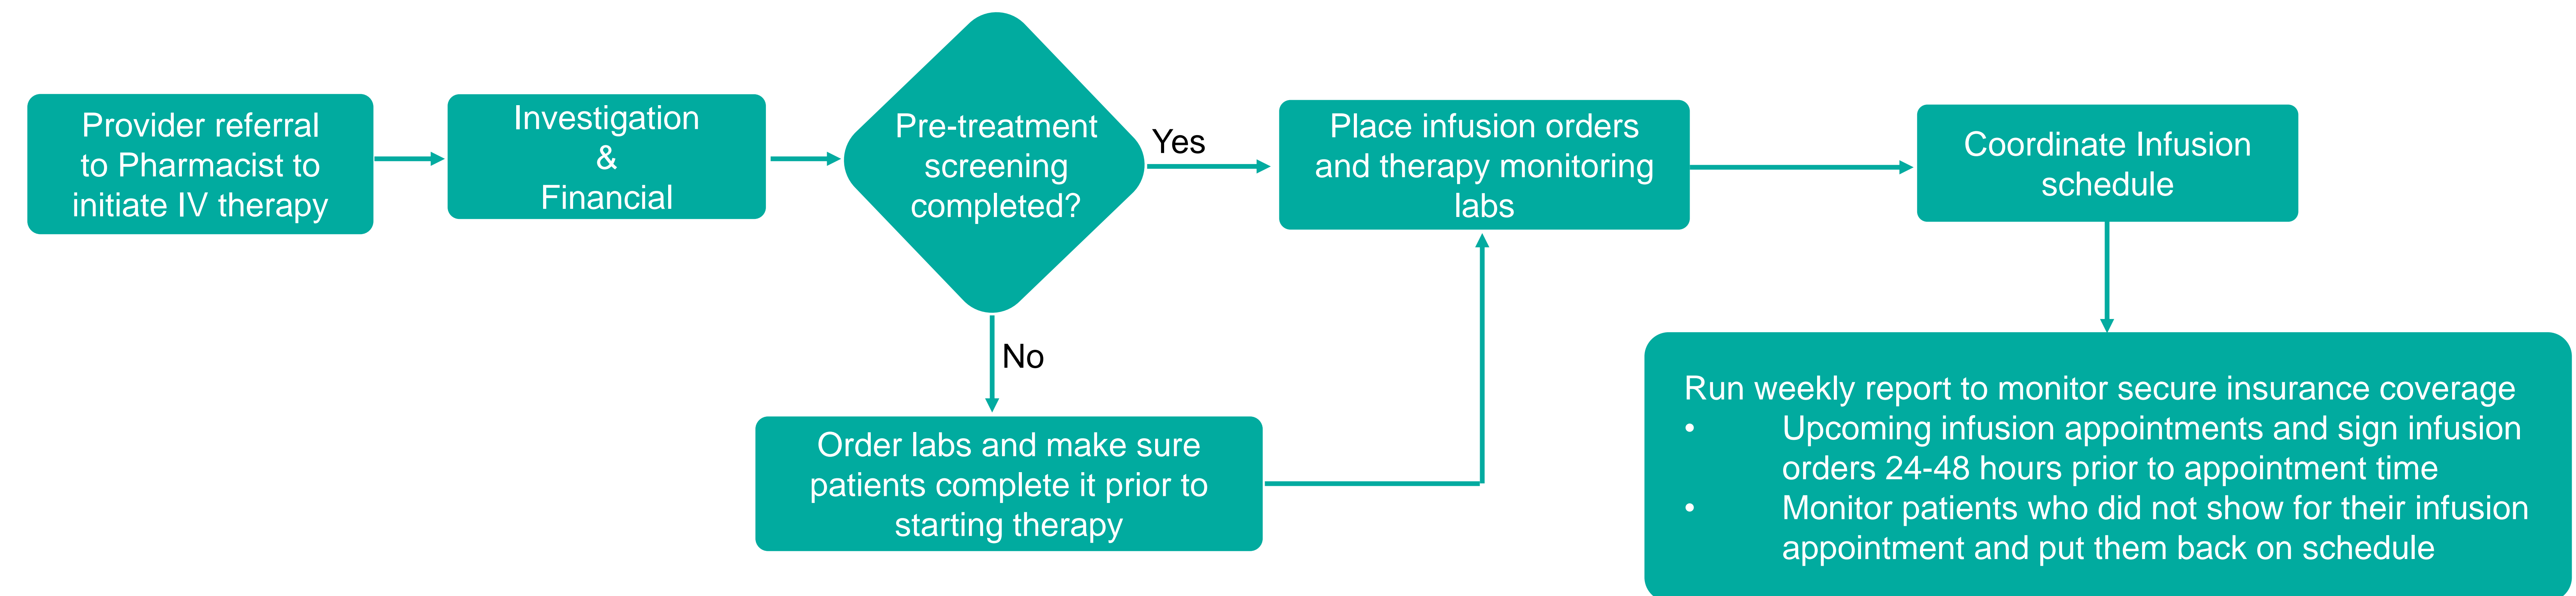 Provider referral
to Pharmacist to
initiate IV therapy
Investigation
&
Financial
Pre-treatment
screening
completed?
Yes
No
Order labs and make sure
patients complete it prior to
starting therapy
Place infusion orders
and therapy monitoring
labs
Coordinate Infusion
schedule
Run weekly report to monitor secure insurance coverage
• Upcoming infusion appointments and sign infusion
orders 24-48 hours prior to appointment time
• Monitor patients who did not show for their infusion
appointment and put them back on schedule